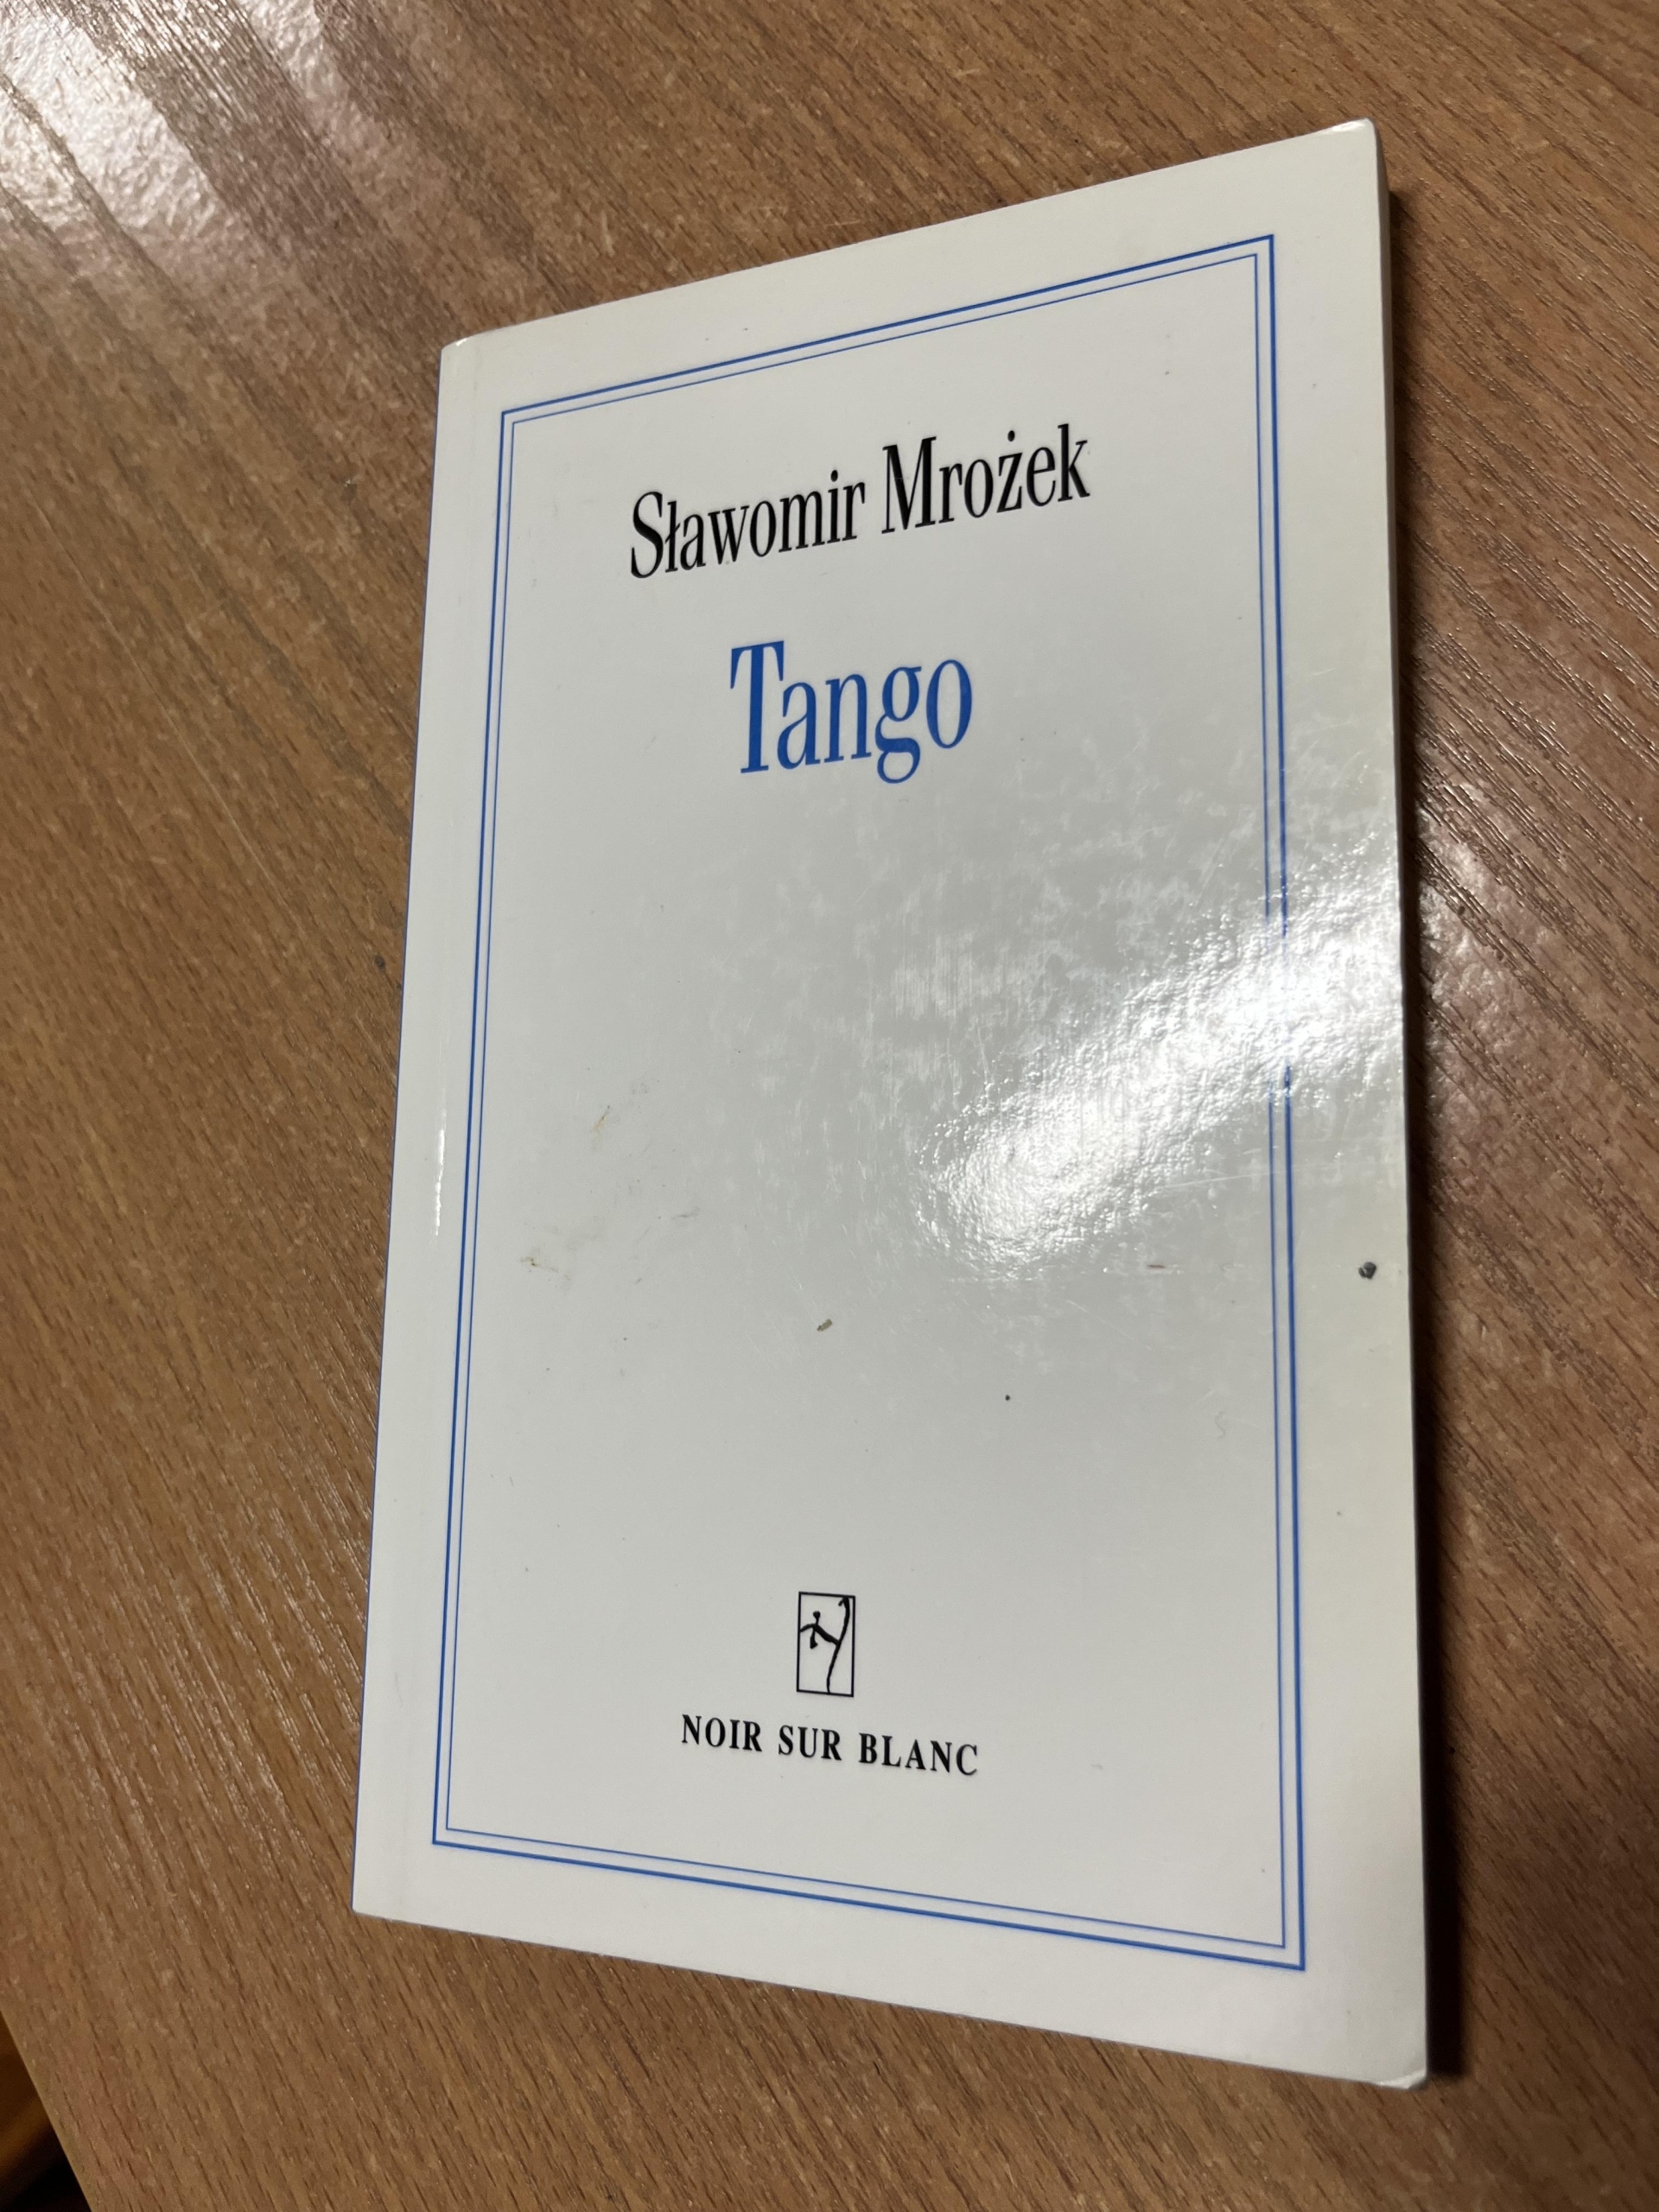 Sławomir Mrożek
Tango
NOIR SUR BLANC